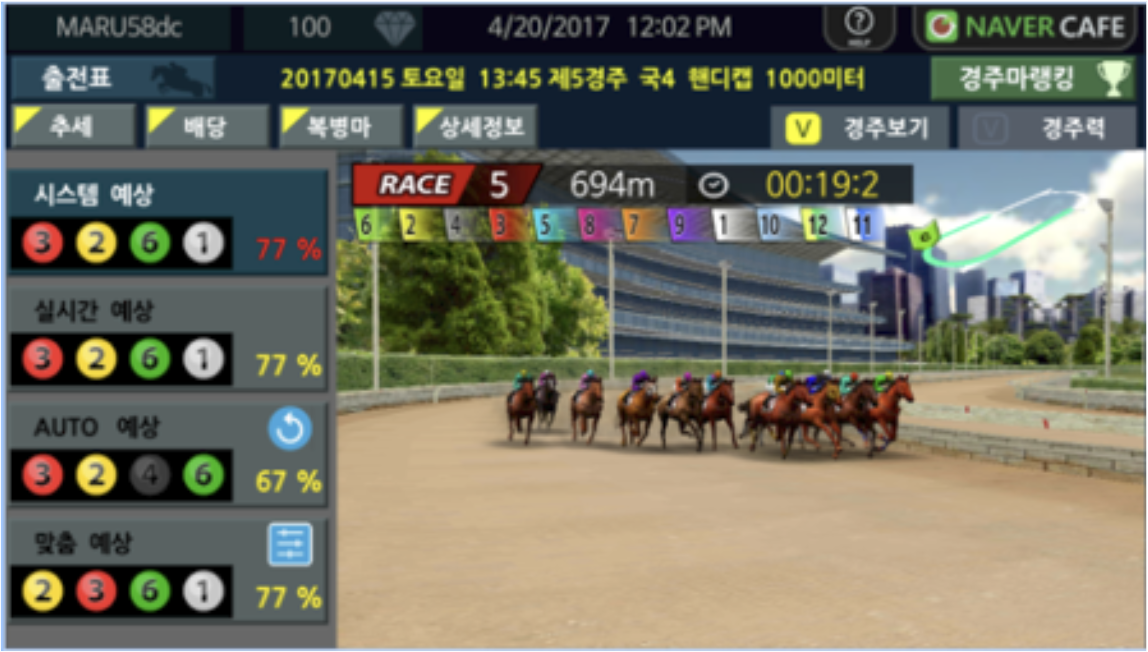 MARU58dc 100 4/20/2017 12:02 PM ? HELP NAVER CAFE
출전표 20170415 토요일 13:45 제5경주 국4 핸디캡 1000미터 경주마랭킹
추세 배당 복병마 상세정보 V 경주보기 V 경주력
RACE 5 694m 00:19:2
6 2 4 3 5 8 7 9 1 10 12 11
6
시스템 예상
3 2 6 1 77 %
실시간 예상
3 2 6 1 77 %
AUTO 예상
3 2 4 6 67 %
맞춤 예상
2 3 6 1 77 %